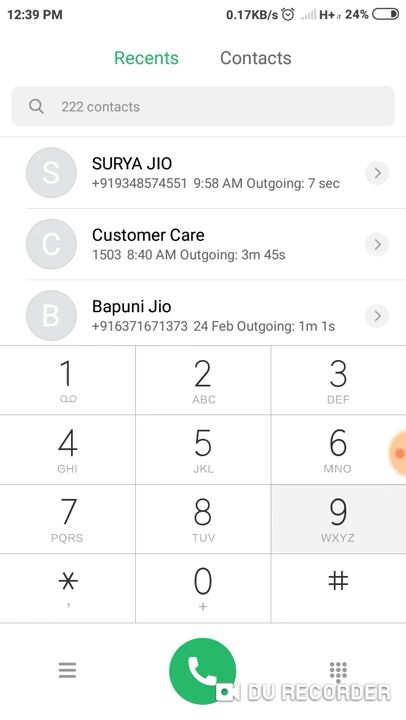 12:39 PM 0.17KB/s H+ 24%
Recents Contacts
222 contacts
S
SURYA JIO
+919348574551 9:58 AM Outgoing: 7 sec
C
Customer Care
1503 8:40 AM Outgoing: 3m 45s
B
Bapuni Jio
+916371671373 24 Feb Outgoing: 1m 1s
1 2 3
ABC DEF
4 5 6
GHI JKL MNO
7 8 9
PQRS TUV WXYZ
* 0 #
, +
DU RECORDER